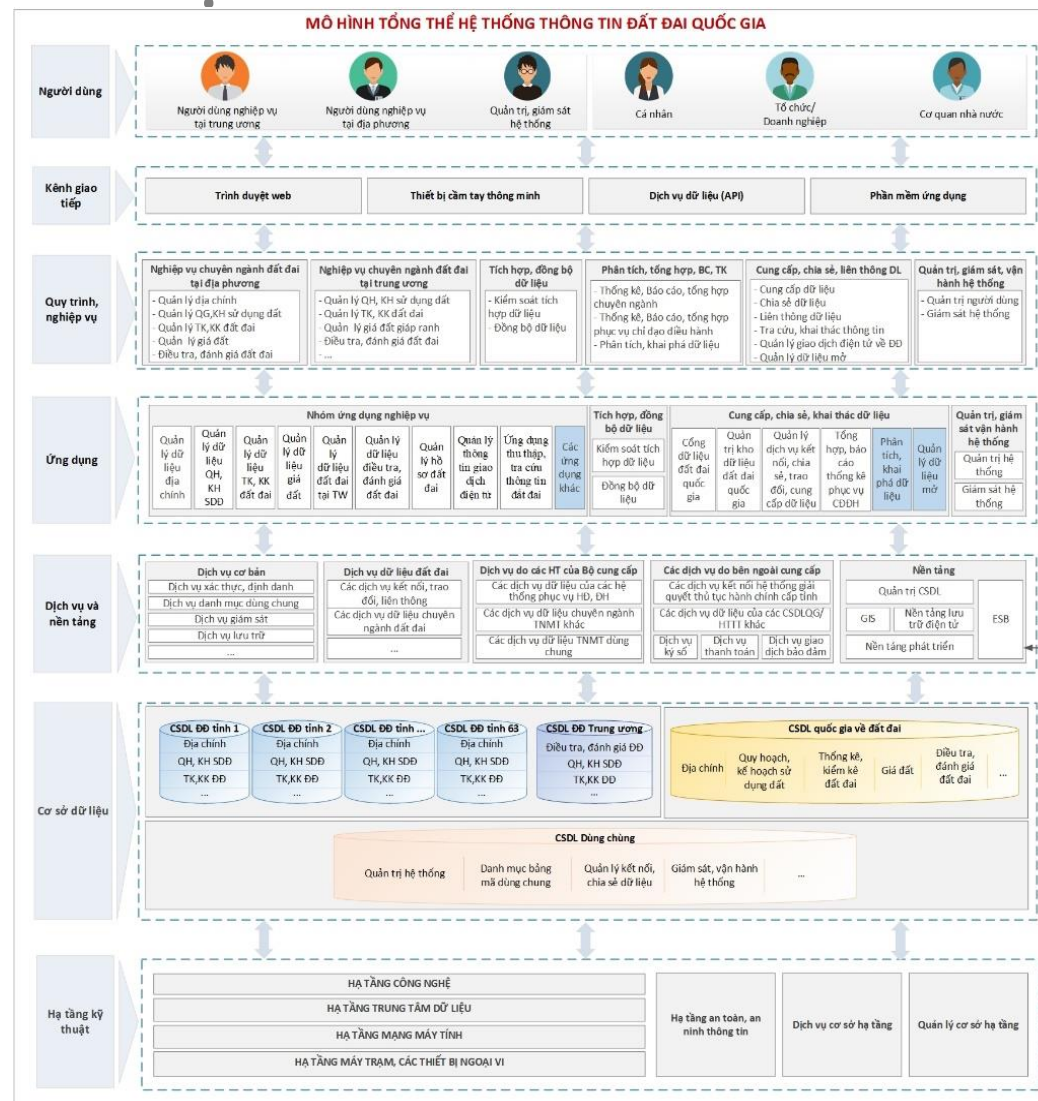 MÔ HÌNH TỔNG THỂ HỆ THỐNG THÔNG TIN ĐẤT ĐAI QUỐC GIA
Người dùng
Người dùng nghiệp vụ
tại trung ương
Người dùng nghiệp vụ
tại địa phương
Quản trị, giám sát
hệ thống
Cá nhân
Tổ chức/
Doanh nghiệp
Cơ quan nhà nước
Kênh giao
tiếp
Trình duyệt web
Thiết bị cầm tay thông minh
Dịch vụ dữ liệu (API)
Phần mềm ứng dụng
Quy trình,
nghiệp vụ
Nghiệp vụ chuyên ngành đất đai
tại địa phương
- Quản lý địa chính
- Quản lý QG,KH sử dụng đất
- Quản lý TK,KK đất đai
- Quản lý giá đất
- Điều tra, đánh giá đất đai
Nghiệp vụ chuyên ngành đất đai
tại trung ương
- Quản lý QH, KH sử dụng đất
- Quản lý TK, KK đất đai
- Quản lý giá đất giáp ranh
- Điều tra, đánh giá đất đai
- ...
Tích hợp, đồng bộ
dữ liệu
- Kiểm soát tích
hợp dữ liệu
- Đồng bộ dữ liệu
Phân tích, tổng hợp, BC, TK
- Thống kê, Báo cáo, tổng hợp
chuyên ngành
- Thống kê, Báo cáo, tổng hợp
phục vụ chỉ đạo điều hành
- Phân tích, khai phá dữ liệu
Cung cấp, chia sẻ, liên thông DL
- Cung cấp dữ liệu
- Chia sẻ dữ liệu
- Liên thông dữ liệu
- Tra cứu, khai thác thông tin
- Quản lý giao dịch điện tử về ĐĐ
- Quản lý dữ liệu mở
Quản trị, giám sát, vận
hành hệ thống
- Quản trị người dùng
- Giám sát hệ thống
Ứng dụng
Nhóm ứng dụng nghiệp vụ
Quản
lý dữ
liệu
địa
chính
Quản
lý dữ
liệu
QH,
KH
SDĐ
Quản
lý dữ
liệu
TK, KK
đất đai
Quản
lý dữ
liệu
giá
đất
Quản
lý
dữ liệu
đất đai
tại TW
Quản lý
dữ liệu
điều tra,
đánh giá
đất đai
Quản
lý hồ
sơ đất
đai
Quản lý
thông
tin giao
dịch
điện tử
Ứng dụng
thu thập,
tra cứu
thông tin
đất đai
Các
ứng
dụng
khác
Tích hợp, đồng
bộ dữ liệu
Kiểm soát tích
hợp dữ liệu
Đồng bộ dữ
liệu
Cung cấp, chia sẻ, khai thác dữ liệu
Cổng
dữ liệu
đất đai
quốc
gia
Quản
trị kho
dữ liệu
đất đai
quốc
gia
Quản lý
dịch vụ kết
nối, chia
sẻ, trao
đổi, cung
cấp dữ liệu
Tổng
hợp, báo
cáo
thống kê
phục vụ
CĐĐH
Phân
tích,
khai
phá dữ
liệu
Quản
lý dữ
liệu
mở
Quản trị, giám
sát vận hành
hệ thống
Quản trị hệ
thống
Giám sát hệ
thống
Dịch vụ và
nền tảng
Dịch vụ cơ bản
Dịch vụ xác thực, định danh
Dịch vụ danh mục dùng chung
Dịch vụ giám sát
Dịch vụ lưu trữ
...
Dịch vụ dữ liệu đất đai
Các dịch vụ kết nối, trao
đổi, liên thông
Các dịch vụ dữ liệu chuyên
ngành đất đai
...
Dịch vụ do các HT của Bộ cung cấp
Các dịch vụ dữ liệu của các hệ
thống phục vụ HĐ, ĐH
Các dịch vụ dữ liệu chuyên ngành
TNMT khác
Các dịch vụ dữ liệu TNMT dùng
chung
Các dịch vụ do bên ngoài cung cấp
Các dịch vụ kết nối hệ thống giải
quyết thủ tục hành chính cấp tỉnh
Các dịch vụ dữ liệu của các CSDLQG/
HTTT khác
Dịch vụ
ký số
Dịch vụ
thanh toán
Dịch vụ giao
dịch bảo đảm
Nền tảng
Quản trị CSDL
GIS
Nền tảng lưu
trữ điện tử
Nền tảng phát triển
ESB
Cơ sở dữ liệu
CSDL ĐĐ tỉnh 1
Địa chính
QH, KH SDĐ
TK,KK ĐĐ
...
CSDL ĐĐ tỉnh 2
Địa chính
QH, KH SDĐ
TK,KK ĐĐ
...
CSDL ĐĐ tỉnh ...
Địa chính
QH, KH SDĐ
TK,KK ĐĐ
...
CSDL ĐĐ tỉnh 63
Địa chính
QH, KH SDĐ
TK,KK ĐĐ
...
CSDL ĐĐ Trung ương
Điều tra, đánh giá ĐĐ
QH, KH SDĐ
TK,KK ĐĐ
...
CSDL quốc gia về đất đai
Địa chính
Quy hoạch,
kế hoạch sử
dụng đất
Thống kê,
kiểm kê
đất đai
Giá đất
Điều tra,
đánh giá
đất đai
...
CSDL Dùng chùng
Quản trị hệ thống
Danh mục bảng
mã dùng chung
Quản lý kết nối,
chia sẻ dữ liệu
Giám sát, vận hành
hệ thống
...
Hạ tầng kỹ
thuật
HẠ TẦNG CÔNG NGHỆ
HẠ TẦNG TRUNG TÂM DỮ LIỆU
HẠ TẦNG MẠNG MÁY TÍNH
HẠ TẦNG MÁY TRẠM, CÁC THIẾT BỊ NGOẠI VI
Hạ tầng an toàn, an
ninh thông tin
Dịch vụ cơ sở hạ tầng
Quản lý cơ sở hạ tầng